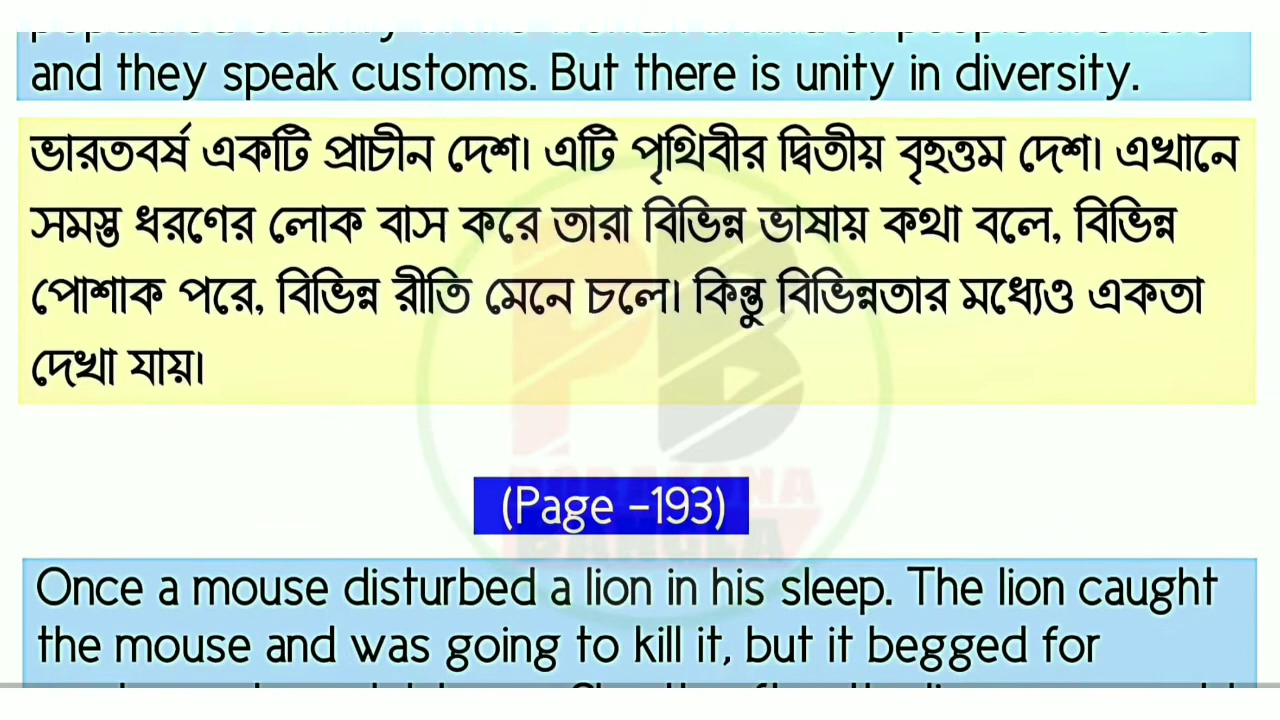 and they speak customs. But there is unity in diversity.
ভারতবর্ষ একটি প্রাচীন দেশ। এটি পৃথিবীর দ্বিতীয় বৃহত্তম দেশ। এখানে
সমস্ত ধরণের লোক বাস করে তারা বিভিন্ন ভাষায় কথা বলে, বিভিন্ন
পোশাক পরে, বিভিন্ন রীতি মেনে চলে। কিন্তু বিভিন্নতার মধ্যেও একতা
দেখা যায়।
PB
(Page -193)
Once a mouse disturbed a lion in his sleep. The lion caught
the mouse and was going to kill it, but it begged for